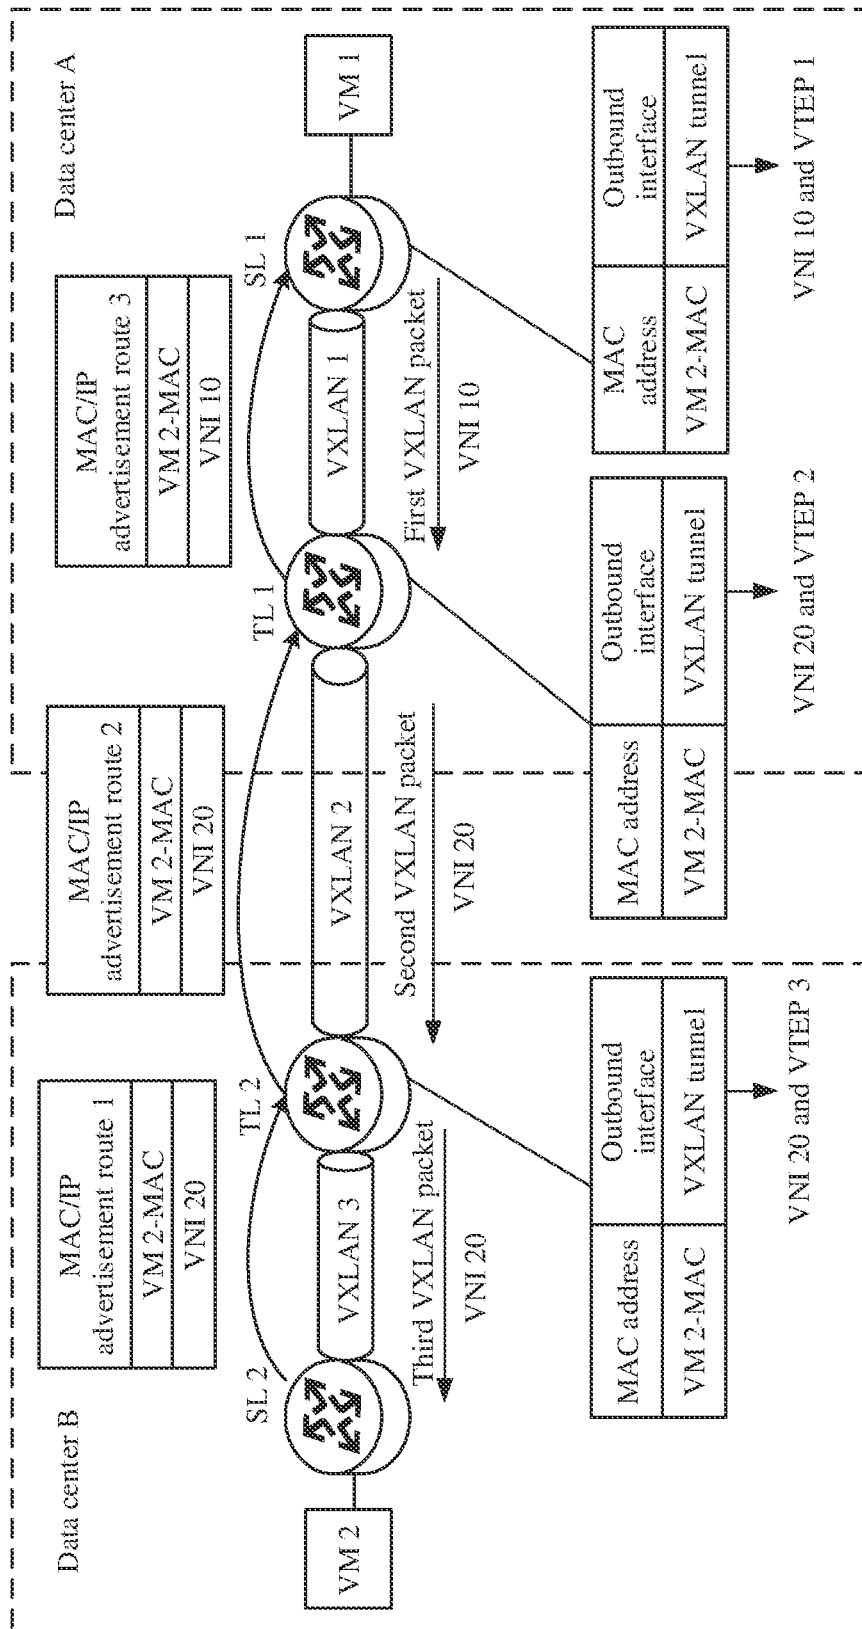 Data center B
Data center A
MAC/IP
advertisement route 1
VM 2-MAC
VNI 20
MAC/IP
advertisement route 2
VM 2-MAC
VNI 20
MAC/IP
advertisement route 3
VM 2-MAC
VNI 10
SL 2
TL 2
TL 1
SL 1
VM 2
VXLAN 3
VXLAN 2
VXLAN 1
VM 1
Third VXLAN packet
VNI 20
Second VXLAN packet
VNI 20
First VXLAN packet
VNI 10
MAC address
Outbound
interface
VM 2-MAC
VXLAN tunnel
VNI 20 and VTEP 3
MAC address
Outbound
interface
VM 2-MAC
VXLAN tunnel
VNI 20 and VTEP 2
MAC
address
Outbound
interface
VM 2-MAC
VXLAN tunnel
VNI 10 and VTEP 1